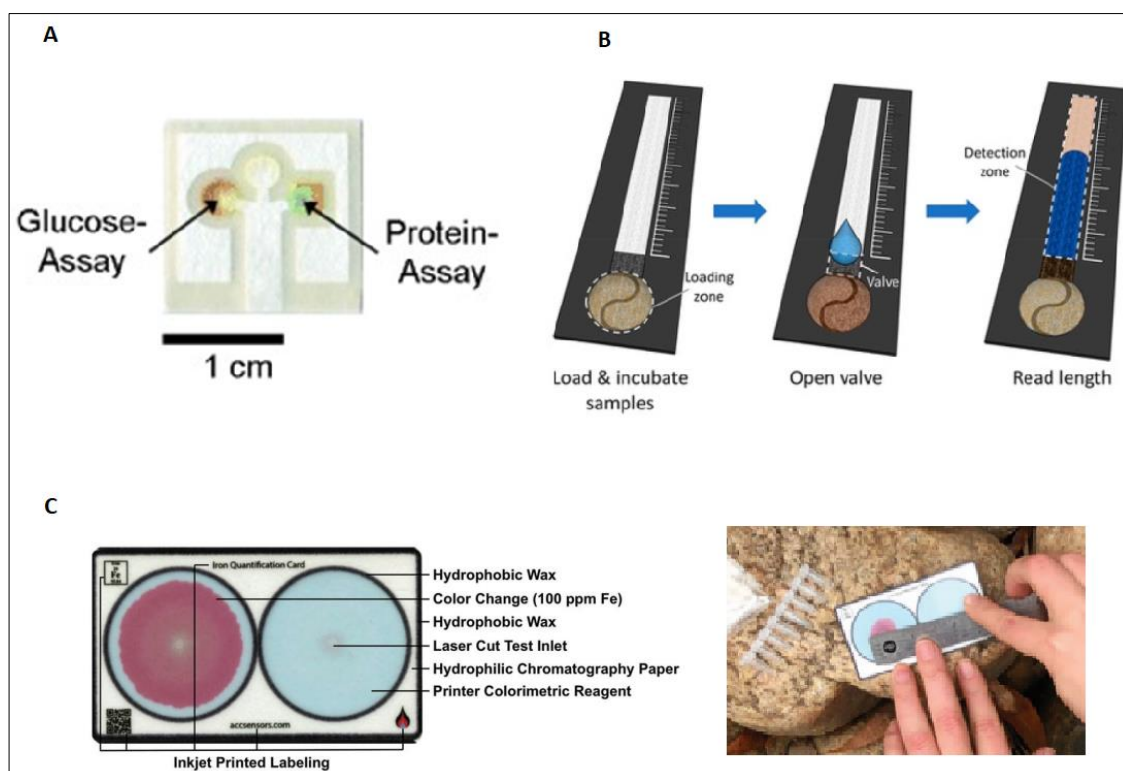 A
Glucose-
Assay
Protein-
Assay
1 cm
B
Loading
zone
Load & incubate
samples
Valve
Open valve
Detection
zone
Read length
C
Fe
Iron Quantification Card
accsensors.com
Hydrophobic Wax
Color Change (100 ppm Fe)
Hydrophobic Wax
Laser Cut Test Inlet
Hydrophilic Chromatography Paper
Printer Colorimetric Reagent
Inkjet Printed Labeling